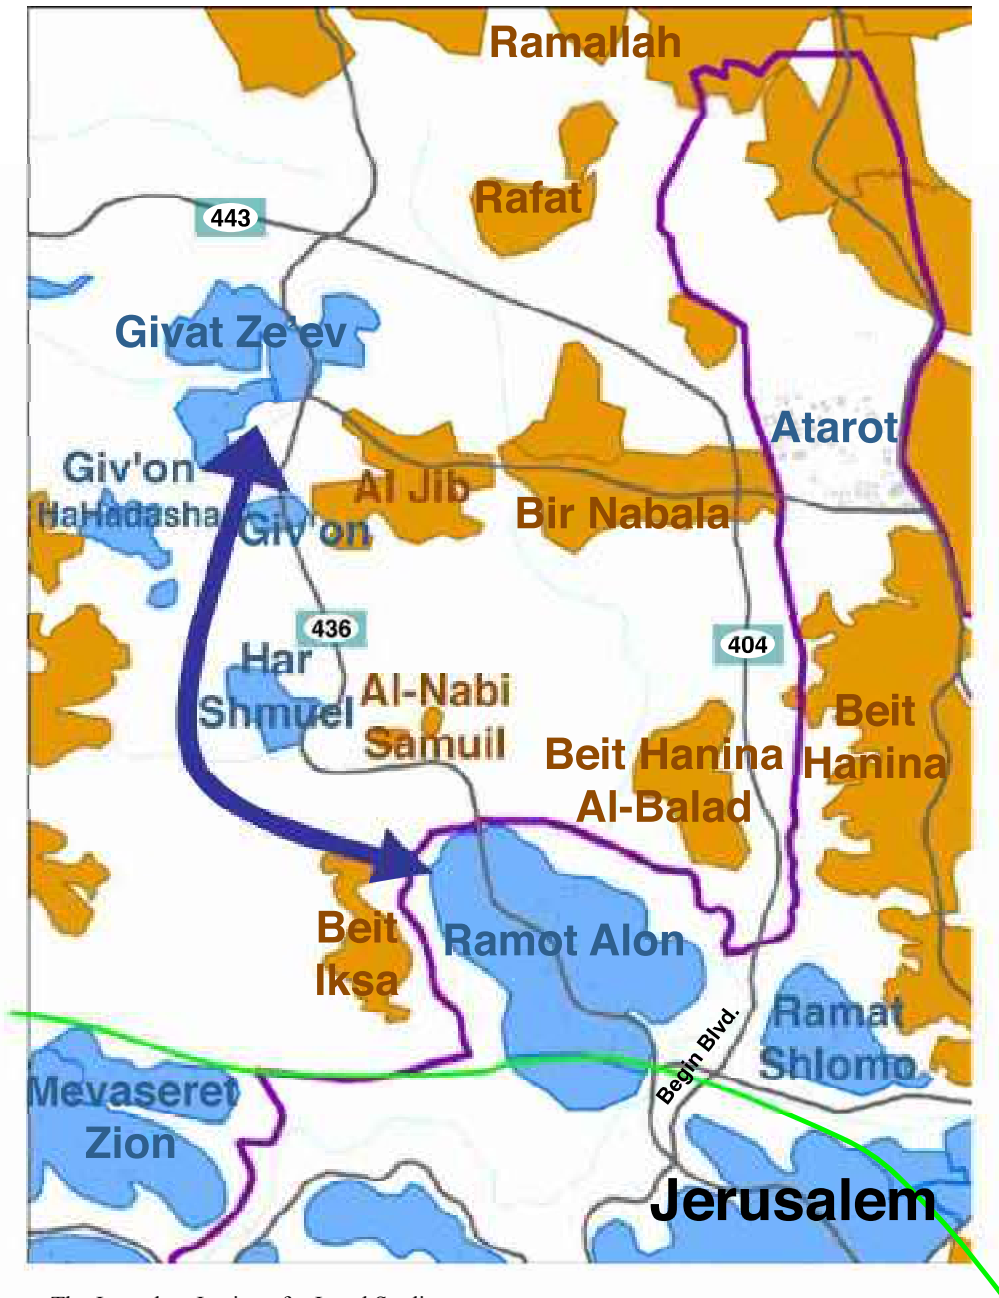 Ramallah
Rafat
443
Givat Ze'ev
Atarot
Giv'on
HaHadasha
Al Jib
Giv'on
Bir Nabala
436
404
Har
Shmuel
Al-Nabi
Samuil
Beit
Hanina
Beit Hanina
Al-Balad
Beit
Iksa
Ramot Alon
Ramat
Shlomo
Begin Blvd.
Mevaseret
Zion
Jerusalem